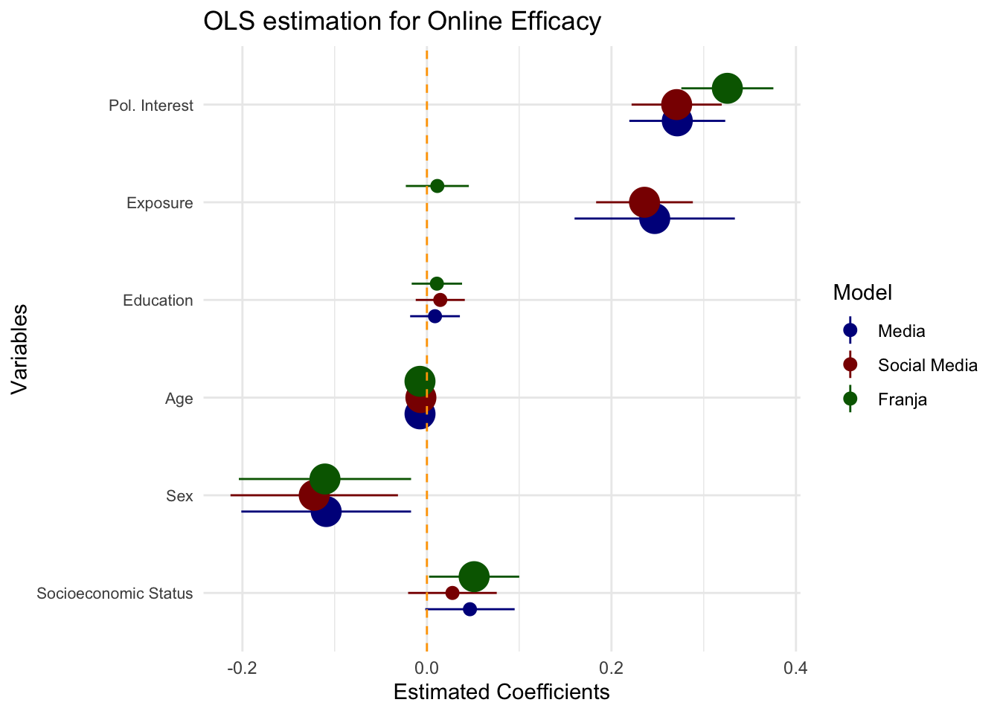 OLS estimation for Online Efficacy
Pol. Interest
Exposure
Education
Age
Sex
Socioeconomic Status
Variables
-0.2
0.0
0.2
0.4
Estimated Coefficients
Model
Media
Social Media
Franja